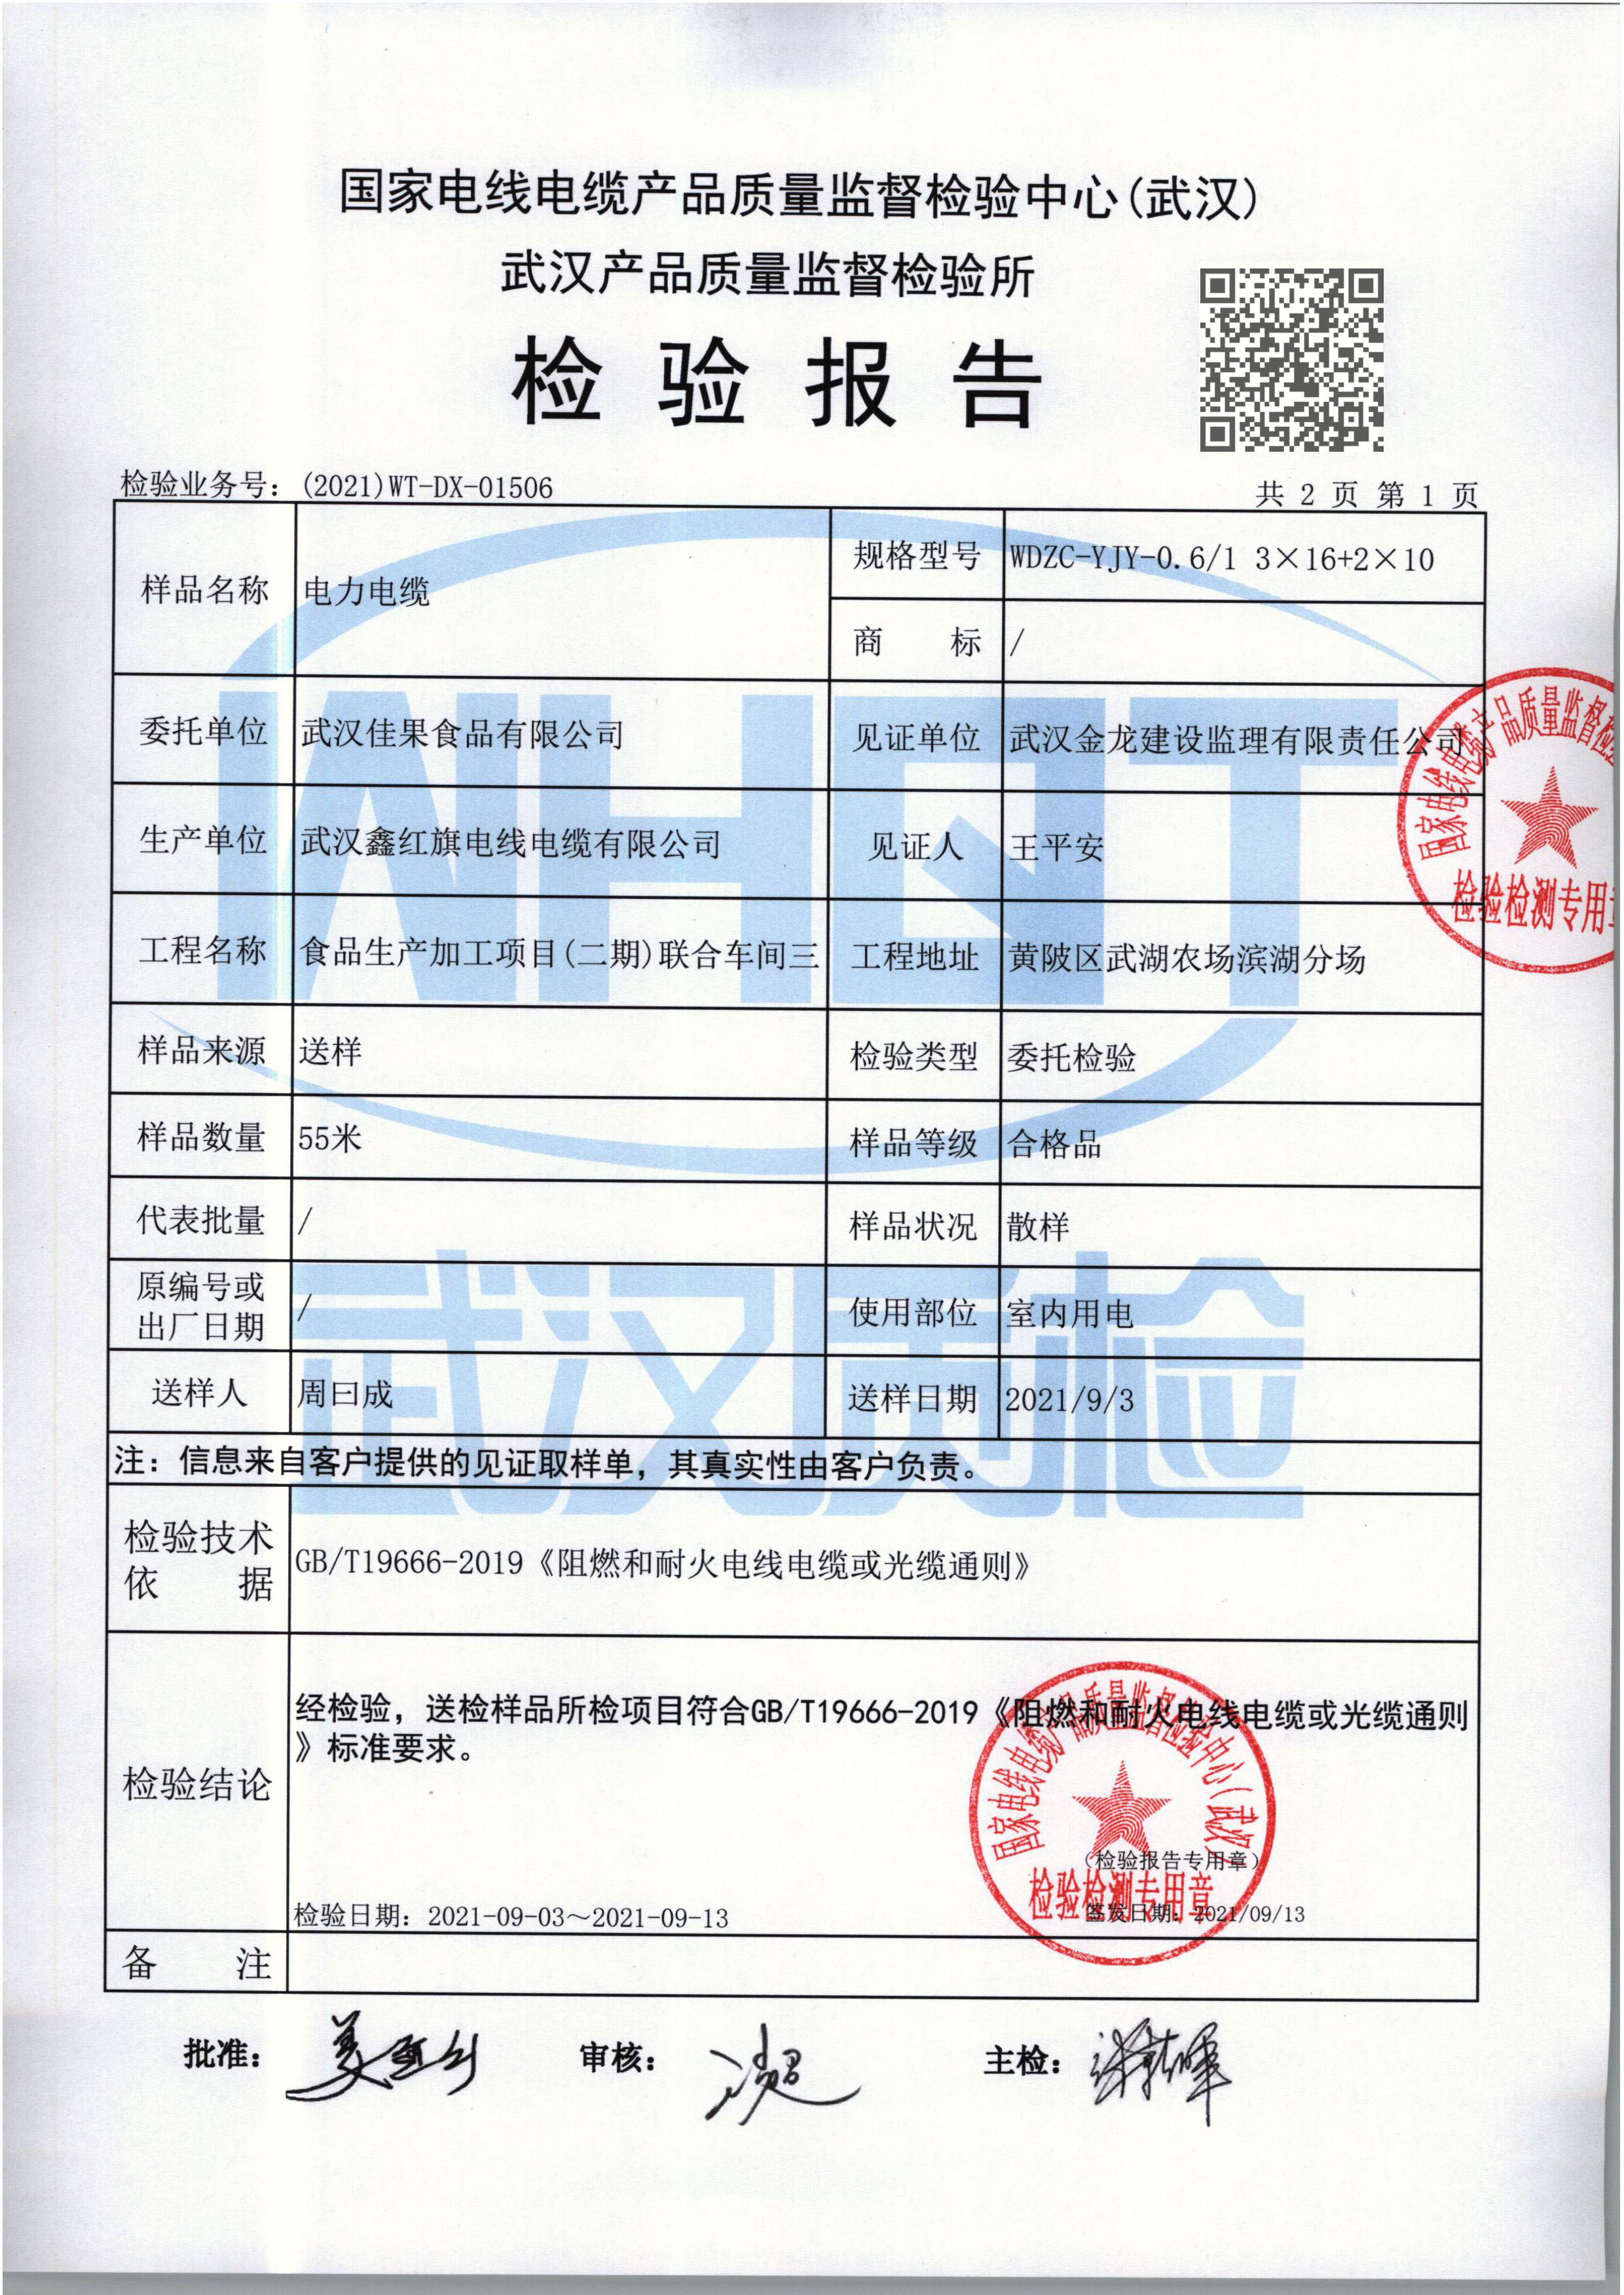 国家电线电缆产品质量监督检验中心(武汉)
武汉产品质量监督检验所
检验报告
检验业务号：(2021)WT-DX-01506
共 2 页 第 1 页
样品名称 电力电缆 规格型号 WDZC-YJY-0.6/1 3×16+2×10
商 标 /
委托单位 武汉佳果食品有限公司 见证单位 武汉金龙建设监理有限责任公司
生产单位 武汉鑫红旗电线电缆有限公司 见证人 王平安
工程名称 食品生产加工项目(二期)联合车间三 工程地址 黄陂区武湖农场滨湖分场
样品来源 送样 检验类型 委托检验
样品数量 55米 样品等级 合格品
代表批量 / 样品状况 散样
原编号或
出厂日期 / 使用部位 室内用电
送样人 周曰成 送样日期 2021/9/3
注：信息来自客户提供的见证取样单，其真实性由客户负责。
检验技术
依 据 GB/T19666-2019《阻燃和耐火电线电缆或光缆通则》
检验结论
经检验，送检样品所检项目符合GB/T19666-2019《阻燃和耐火电线电缆或光缆通则
》标准要求。
(检验报告专用章)
检验日期：2021-09-03～2021-09-13
签发日期：2021/09/13
备 注
批准：
审核：
主检：
WHQT
武汉质检
国家电线电缆产品质量监督检验中心(武汉)
检验检测专用章
国家电线电缆产品质量监督检
检验检测专用章